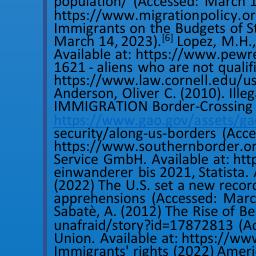 population/ (Accessed: March 1
https://www.migrationpolicy.or
Immigrants on the Budgets of St
March 14, 2023).[6] Lopez, M.H.,
Available at: https://www.pewre
1621 - aliens who are not qualifi
https://www.law.cornell.edu/us
Anderson, Oliver C. (2010). Illega
IMMIGRATION Border-Crossing
https://www.gao.gov/assets/ga
security/along-us-borders (Acce
https://www.southernborder.or
Service GmbH. Available at: http
einwanderer bis 2021, Statista. A
(2022) The U.S. set a new record
apprehensions (Accessed: Marc
Sabatè, A. (2012) The Rise of Be
unafraid/story?id=17872813 (Ac
Union. Available at: https://www
Immigrants' rights (2022) Ameri